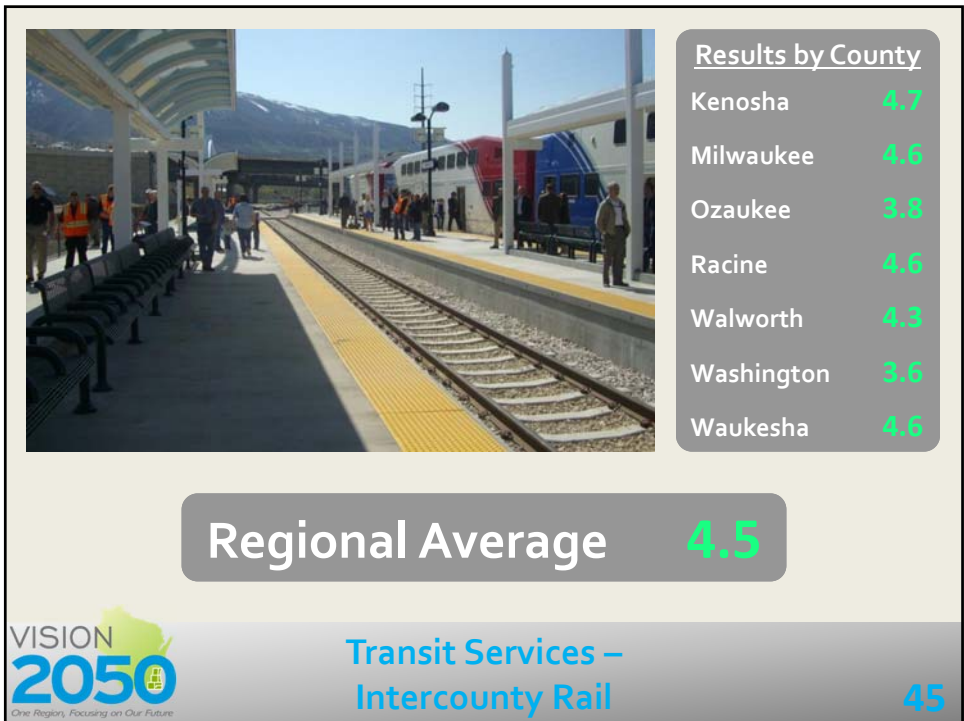 Results by County
Kenosha 4.7
Milwaukee 4.6
Ozaukee 3.8
Racine 4.6
Walworth 4.3
Washington 3.6
Waukesha 4.6
Regional Average 4.5
VISION
2050
One Region, Focusing on Our Future
Transit Services –
Intercounty Rail
45